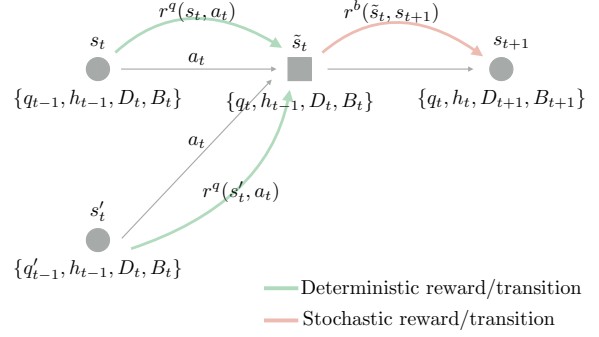 r^q(s_t, a_t)
r^b(s̃_t, s_{t+1})
s_t
a_t
s̃_t
s_{t+1}
{q_{t−1}, h_{t−1}, D_t, B_t}
{q_t, h_{t−1}, D_t, B_t}
{q_t, h_t, D_{t+1}, B_{t+1}}
a_t
r^q(s'_t, a_t)
s'_t
{q'_{t−1}, h_{t−1}, D_t, B_t}
Deterministic reward/transition
Stochastic reward/transition